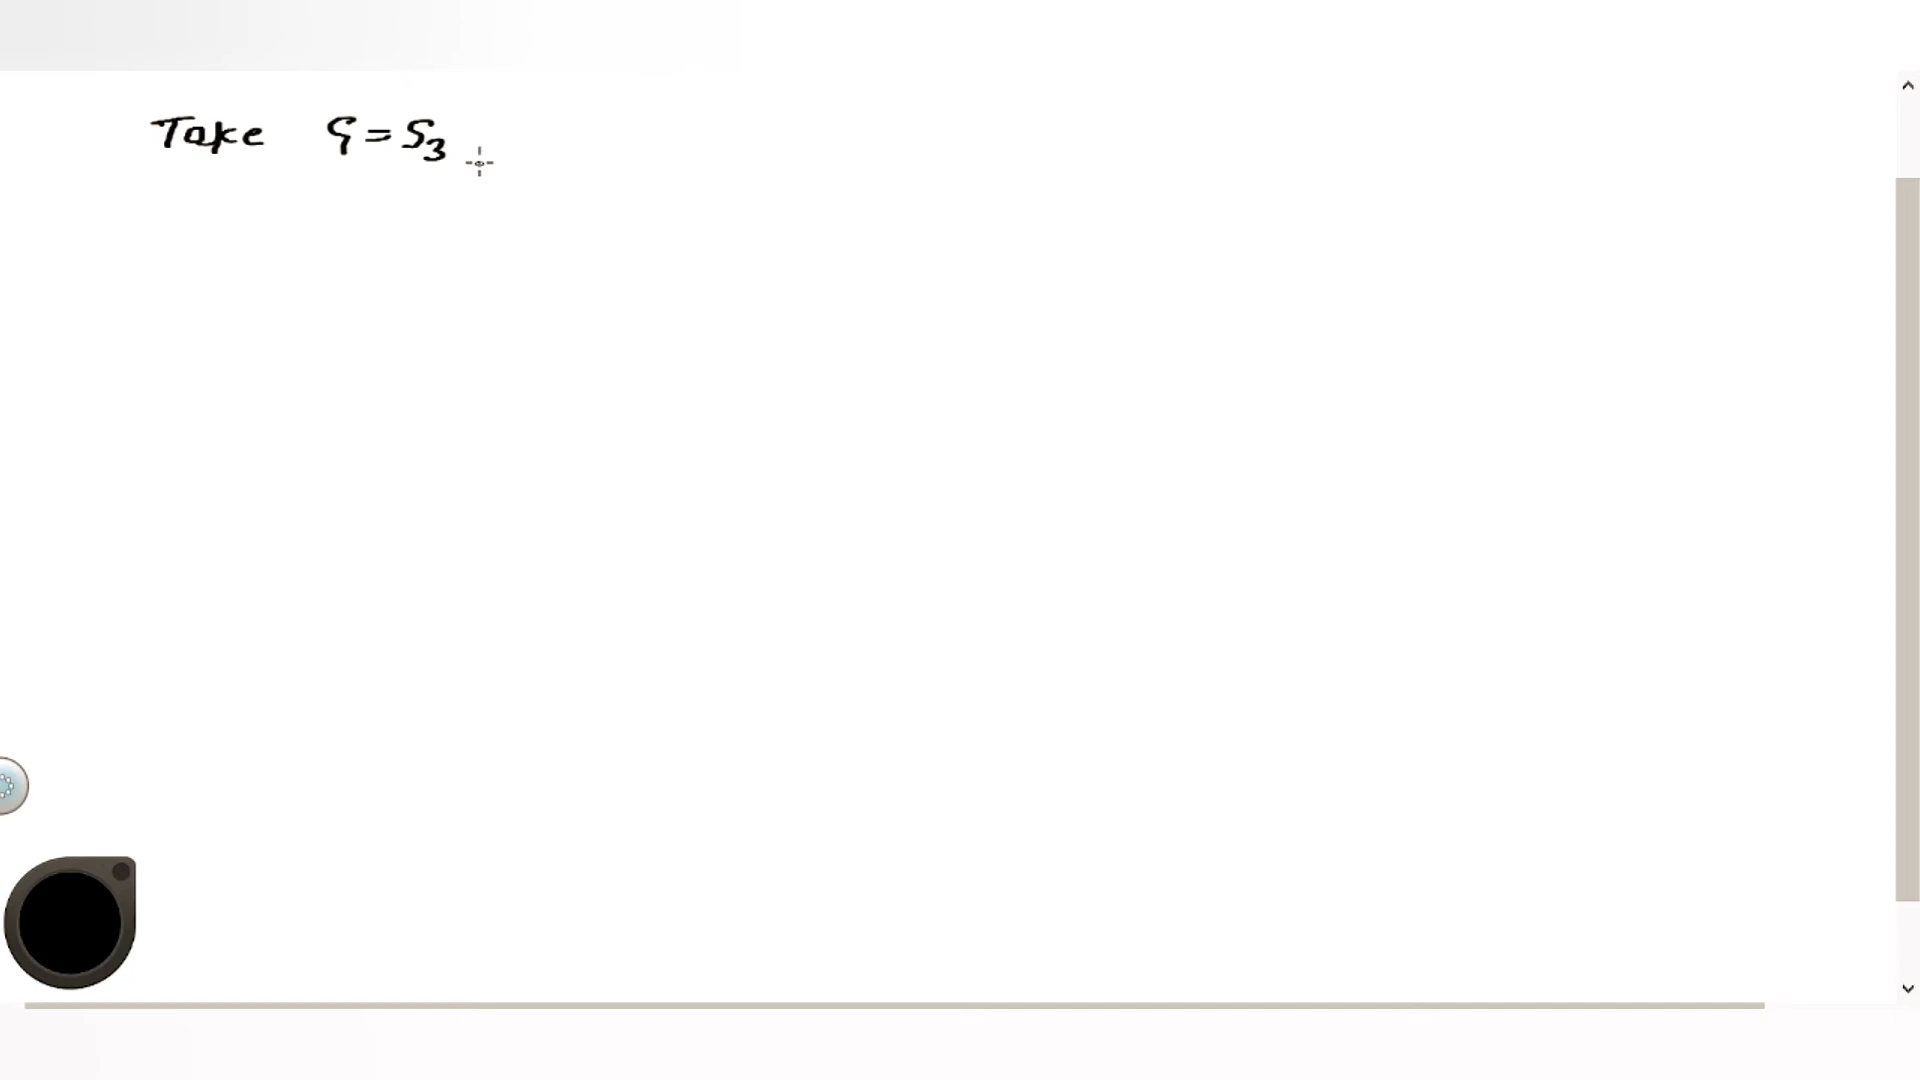 Take G = S₃